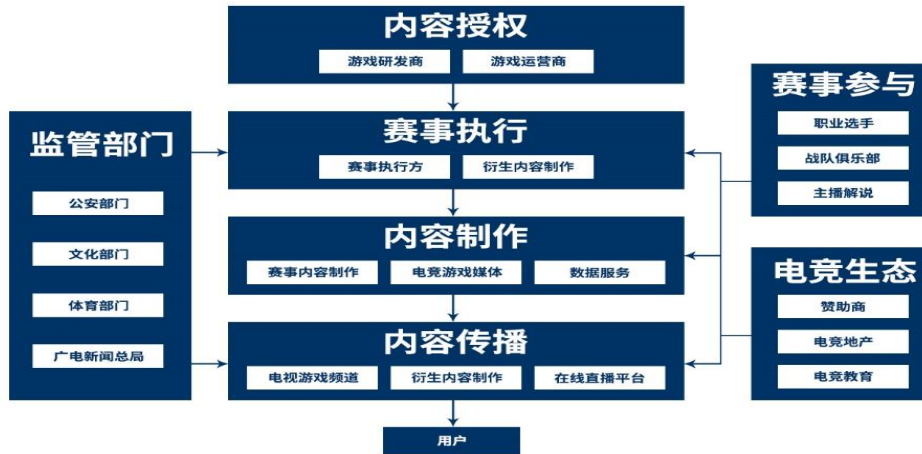 内容授权
游戏研发商 游戏运营商
监管部门
公安部门
文化部门
体育部门
广电新闻总局
赛事执行
赛事执行方 衍生内容制作
内容制作
赛事内容制作 电竞游戏媒体 数据服务
内容传播
电视游戏频道 衍生内容制作 在线直播平台
用户
赛事参与
职业选手
战队俱乐部
主播解说
电竞生态
赞助商
电竞地产
电竞教育